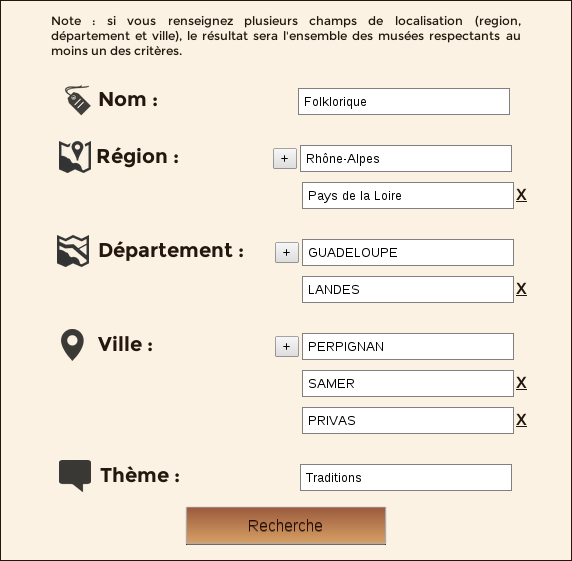 Note : si vous renseignez plusieurs champs de localisation (region,
département et ville), le résultat sera l'ensemble des musées respectants au
moins un des critères.
Nom :
Folklorique
Région :
+
Rhône-Alpes
Pays de la Loire
X
Département :
+
GUADELOUPE
LANDES
X
Ville :
+
PERPIGNAN
SAMER
X
PRIVAS
X
Thème :
Traditions
Recherche